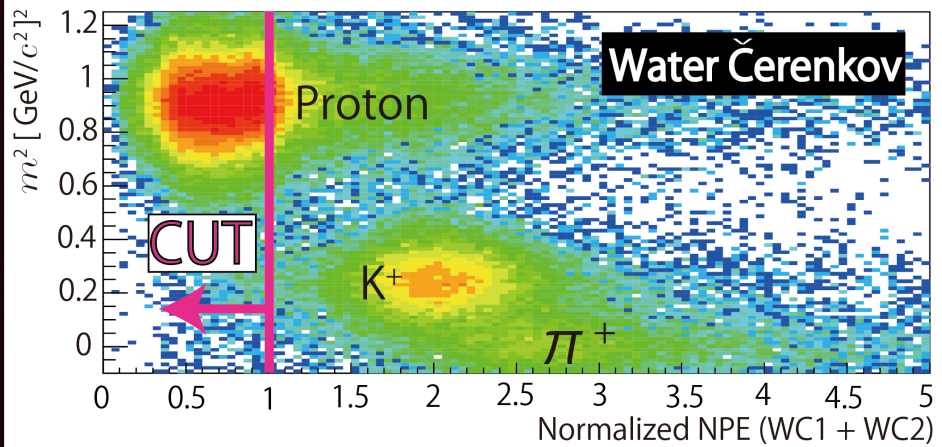 1.2
1
0.8
0.6
0.4
0.2
0
m² [ GeV/c²]²
Water Čerenkov
Proton
CUT
K⁺
π⁺
0 0.5 1 1.5 2 2.5 3 3.5 4 4.5 5
Normalized NPE (WC1 + WC2)